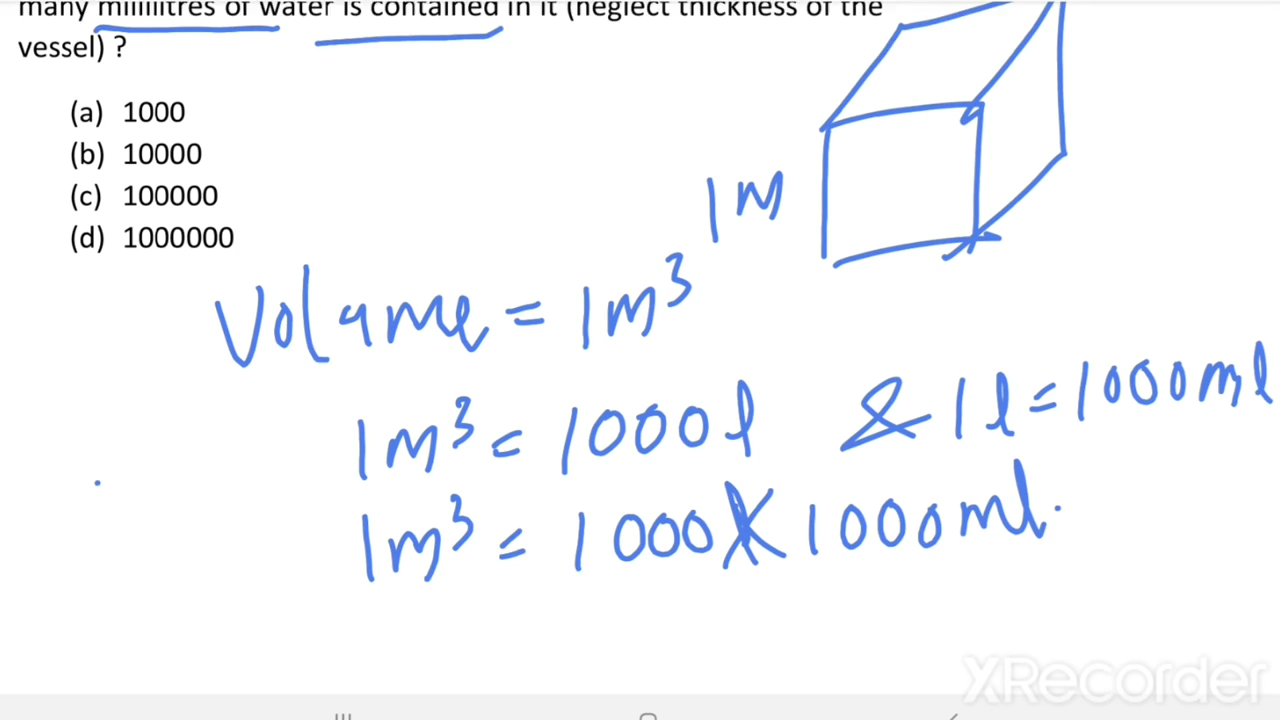 many millilitres of water is contained in it (neglect thickness of the
vessel) ?
(a) 1000
(b) 10000
(c) 100000
(d) 1000000
1M
Volume = 1m³
1m³ = 1000l & 1l = 1000ml
1m³ = 1000 X 1000ml.
XRecorder